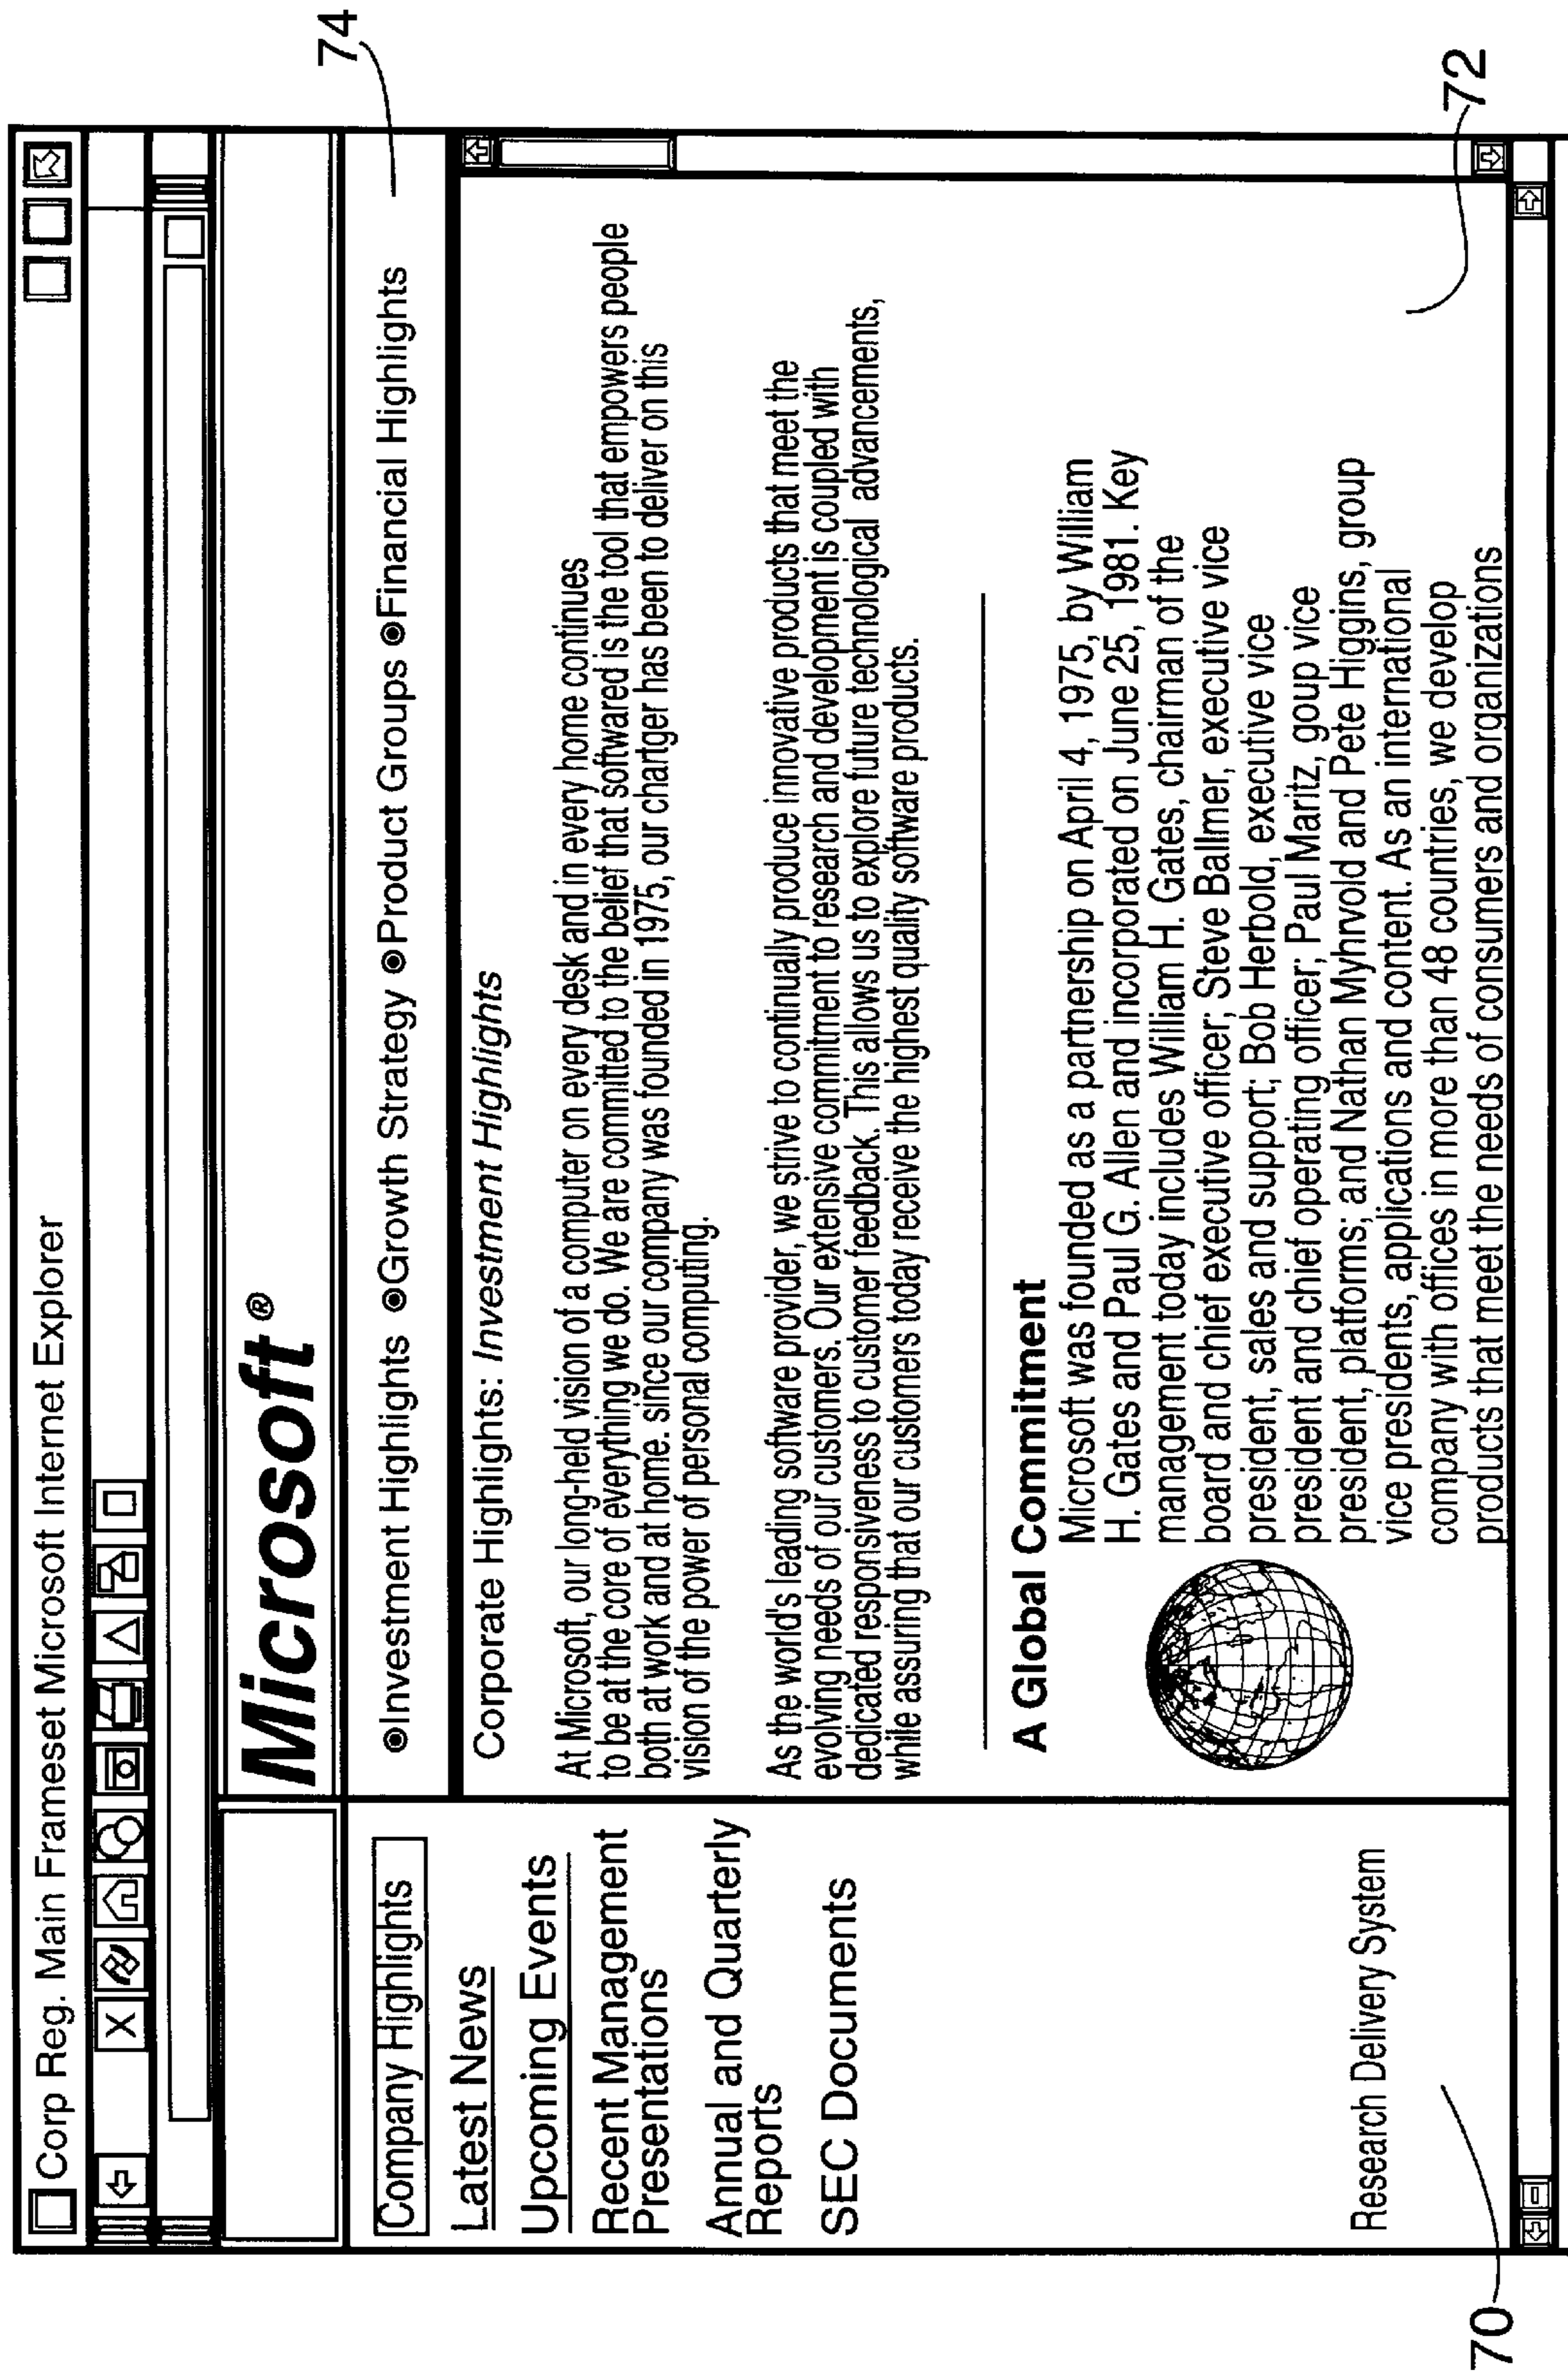 Corp Reg. Main Frameset Microsoft Internet Explorer
X
Microsoft®
74
Company Highlights
Latest News
Upcoming Events
Recent Management
Presentations
Annual and Quarterly
Reports
SEC Documents
Research Delivery System
70
Investment Highlights Growth Strategy Product Groups Financial Highlights
Corporate Highlights: Investment Highlights
At Microsoft, our long-held vision of a computer on every desk and in every home continues
to be at the core of everything we do. We are committed to the belief that softwared is the tool that empowers people
both at work and at home. since our company was founded in 1975, our chartger has been to deliver on this
vision of the power of personal computing.
As the world's leading software provider, we strive to continually produce innovative products that meet the
evolving needs of our customers. Our extensive commitment to research and development is coupled with
dedicated responsiveness to customer feedback. This allows us to explore future technological advancements,
while assuring that our customers today receive the highest quality software products.
A Global Commitment
Microsoft was founded as a partnership on April 4, 1975, by William
H. Gates and Paul G. Allen and incorporated on June 25, 1981. Key
management today includes William H. Gates, chairman of the
board and chief executive officer; Steve Ballmer, executive vice
president, sales and support; Bob Herbold, executive vice
president and chief operating officer; Paul Maritz, goup vice
president, platforms; and Nathan Myhrvold and Pete Higgins, group
vice presidents, applications and content. As an international
company with offices in more than 48 countries, we develop
products that meet the needs of consumers and organizations
72